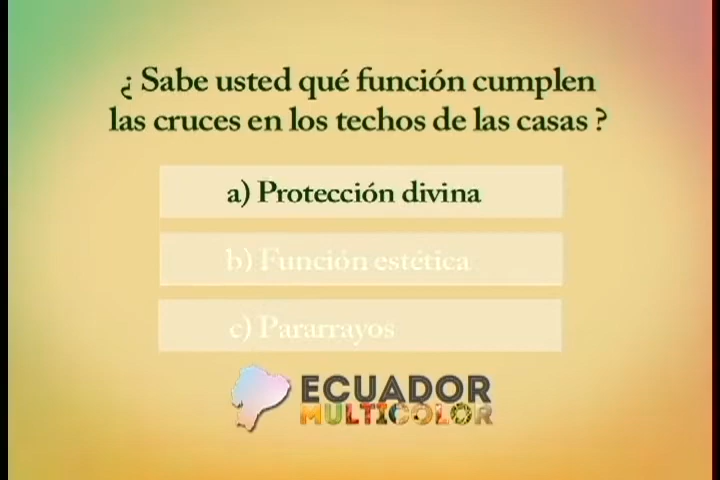 ¿ Sabe usted qué función cumplen
las cruces en los techos de las casas ?
a) Protección divina
b) Función estética
c) Pararrayos
ECUADOR
MULTICOLOR